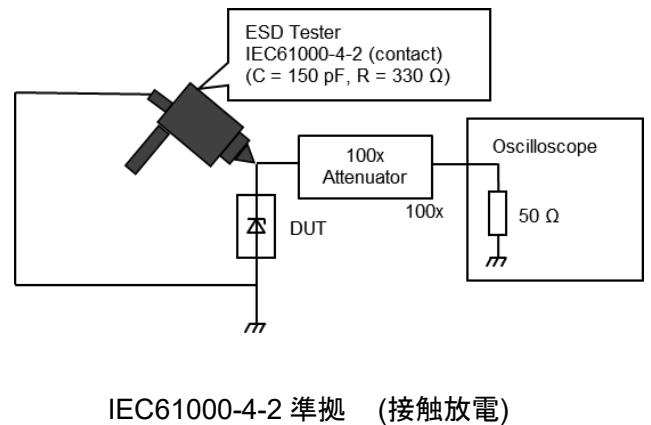 ESD Tester
IEC61000-4-2 (contact)
(C = 150 pF, R = 330 Ω)
Oscilloscope
100x
Attenuator
100x
50 Ω
DUT
IEC61000-4-2 準拠 (接触放電)